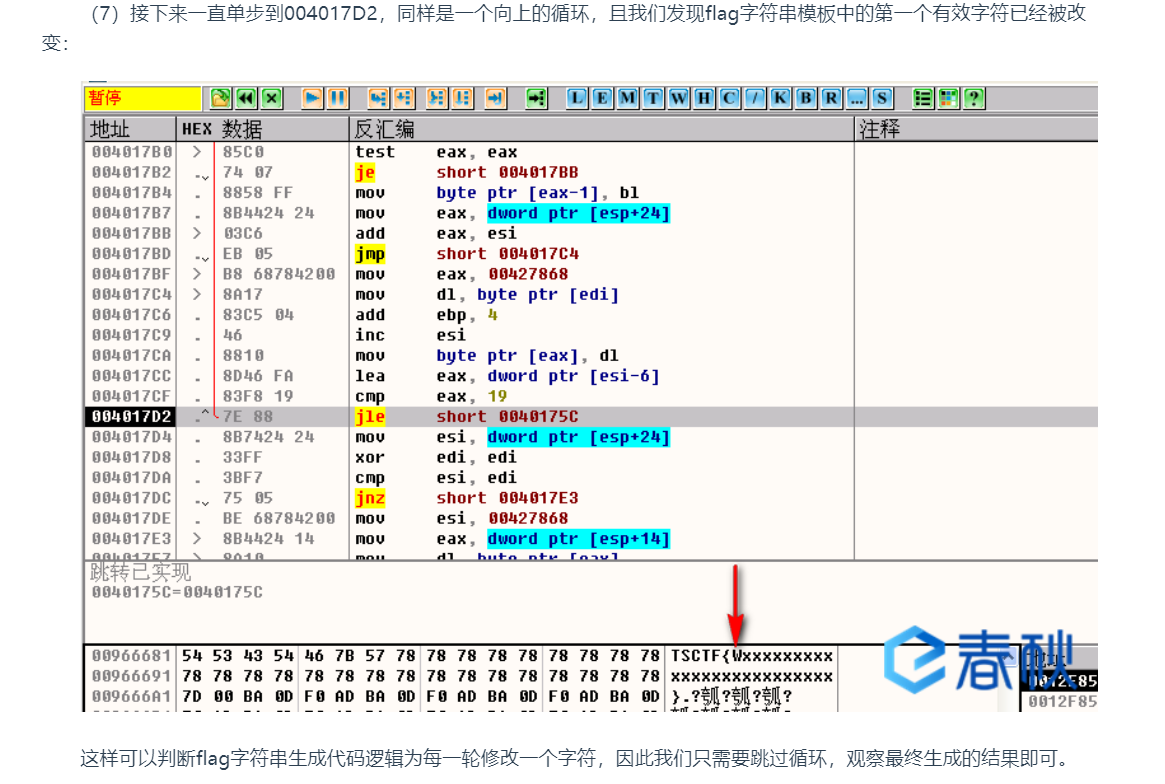 (7) 接下来一直单步到004017D2，同样是一个向上的循环，且我们发现flag字符串模板中的第一个有效字符已经被改
变：
暂停 L E M T W H C / K B R ... S ?
地址 HEX 数据 反汇编 注释
004017B0 > 85C0 test eax, eax
004017B2 .v 74 07 je short 004017BB
004017B4 . 8858 FF mov byte ptr [eax-1], bl
004017B7 . 8B4424 24 mov eax, dword ptr [esp+24]
004017BB > 03C6 add eax, esi
004017BD .v EB 05 jmp short 004017C4
004017BF > B8 68784200 mov eax, 00427868
004017C4 > 8A17 mov dl, byte ptr [edi]
004017C6 . 83C5 04 add ebp, 4
004017C9 . 46 inc esi
004017CA . 8810 mov byte ptr [eax], dl
004017CC . 8D46 FA lea eax, dword ptr [esi-6]
004017CF . 83F8 19 cmp eax, 19
004017D2 .^ 7E 88 jle short 0040175C
004017D4 . 8B7424 24 mov esi, dword ptr [esp+24]
004017D8 . 33FF xor edi, edi
004017DA . 3BF7 cmp esi, edi
004017DC .v 75 05 jnz short 004017E3
004017DE . BE 68784200 mov esi, 00427868
004017E3 > 8B4424 14 mov eax, dword ptr [esp+14]
004017E7 > 8A10 mov dl, byte ptr [eax]
跳转已实现
0040175C=0040175C
00966681 54 53 43 54 46 7B 57 78 78 78 78 78 78 78 78 78 TSCTF{Wxxxxxxxxx
00966691 78 78 78 78 78 78 78 78 78 78 78 78 78 78 78 78 xxxxxxxxxxxxxxxx
009666A1 7D 00 BA 0D F0 AD BA 0D F0 AD BA 0D F0 AD BA 0D }.?瓠?瓠?瓠?
地址
0012F85
0012F85
春秋
这样可以判断flag字符串生成代码逻辑为每一轮修改一个字符，因此我们只需要跳过循环，观察最终生成的结果即可。